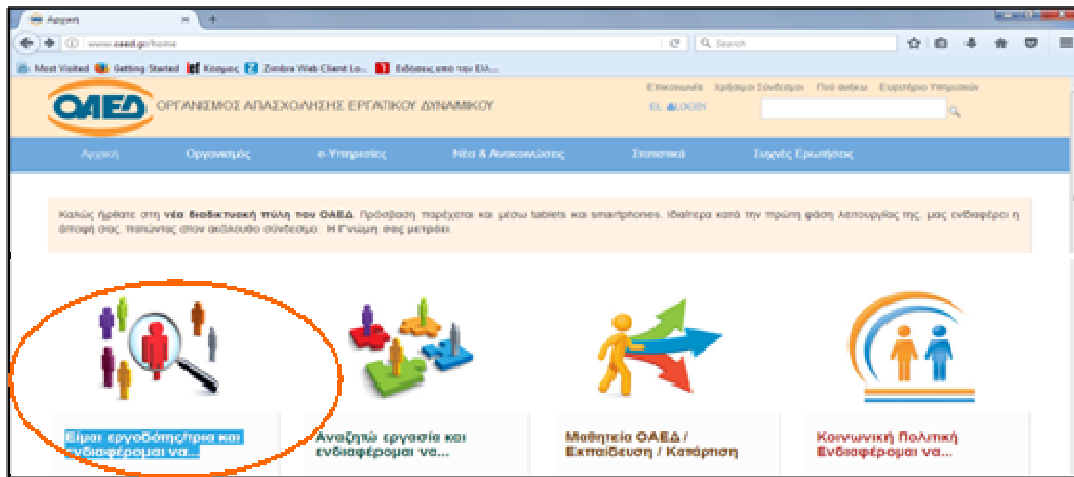 Αρχική
www.oaed.gr/home
Search
Most Visited Getting Started Κόσμος Zimbra Web Client Lo... Ειδήσεις από την Ελλ...
Επικοινωνία Χρήσιμοι Σύνδεσμοι Πού ανήκω Ευρετήριο Υπηρεσιών
ΟΑΕΔ ΟΡΓΑΝΙΣΜΟΣ ΑΠΑΣΧΟΛΗΣΗΣ ΕΡΓΑΤΙΚΟΥ ΔΥΝΑΜΙΚΟΥ
EL LOGIN
Αρχική Οργανισμός e-Υπηρεσίες Νέα & Ανακοινώσεις Στατιστικά Συχνές Ερωτήσεις
Καλώς ήρθατε στη νέα διαδικτυακή πύλη του ΟΑΕΔ. Πρόσβαση παρέχεται και μέσω tablets και smartphones. Ιδιαίτερα κατά την πρώτη φάση λειτουργίας της, μας ενδιαφέρει η
άποψή σας, πατώντας στον ακόλουθο σύνδεσμο: Η Γνώμη σας μετράει.
Είμαι εργοδότης/τρια και
ενδιαφέρομαι να...
Αναζητώ εργασία και
ενδιαφέρομαι να...
Μαθητεία ΟΑΕΔ /
Εκπαίδευση / Κατάρτιση
Κοινωνική Πολιτική
Ενδιαφέρομαι να...